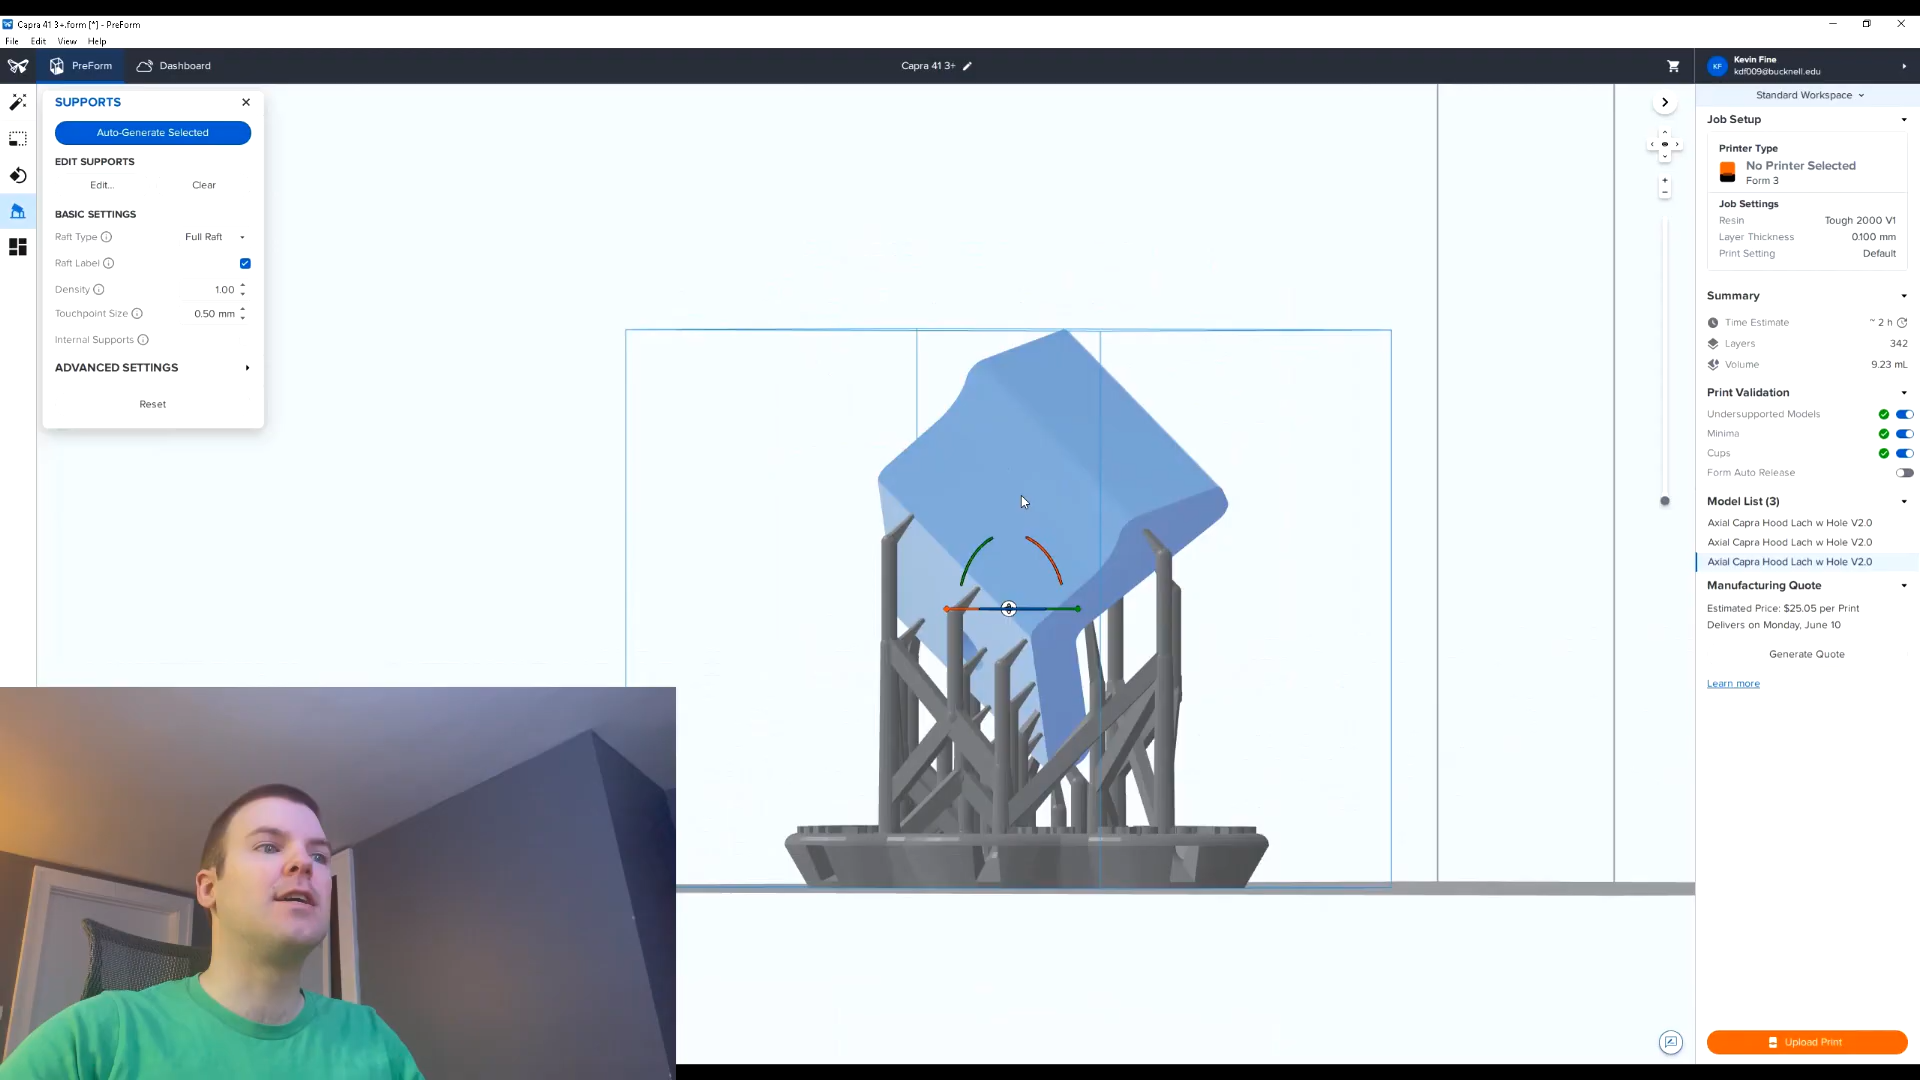 Capra 41 3+.form [*] - PreForm
File Edit View Help
PreForm Dashboard Capra 41 3+
KF Kevin Fine
kdf009@bucknell.edu
Standard Workspace
SUPPORTS
Auto-Generate Selected
EDIT SUPPORTS
Edit... Clear
BASIC SETTINGS
Raft Type Full Raft
Raft Label
Density 1.00
Touchpoint Size 0.50 mm
Internal Supports
ADVANCED SETTINGS
Reset
Job Setup
Printer Type
No Printer Selected
Form 3
Job Settings
Resin Tough 2000 V1
Layer Thickness 0.100 mm
Print Setting Default
Summary
Time Estimate ~ 2 h
Layers 342
Volume 9.23 mL
Print Validation
Undersupported Models
Minima
Cups
Form Auto Release
Model List (3)
Axial Capra Hood Lach w Hole V2.0
Axial Capra Hood Lach w Hole V2.0
Axial Capra Hood Lach w Hole V2.0
Manufacturing Quote
Estimated Price: $25.05 per Print
Delivers on Monday, June 10
Generate Quote
Learn more
Upload Print